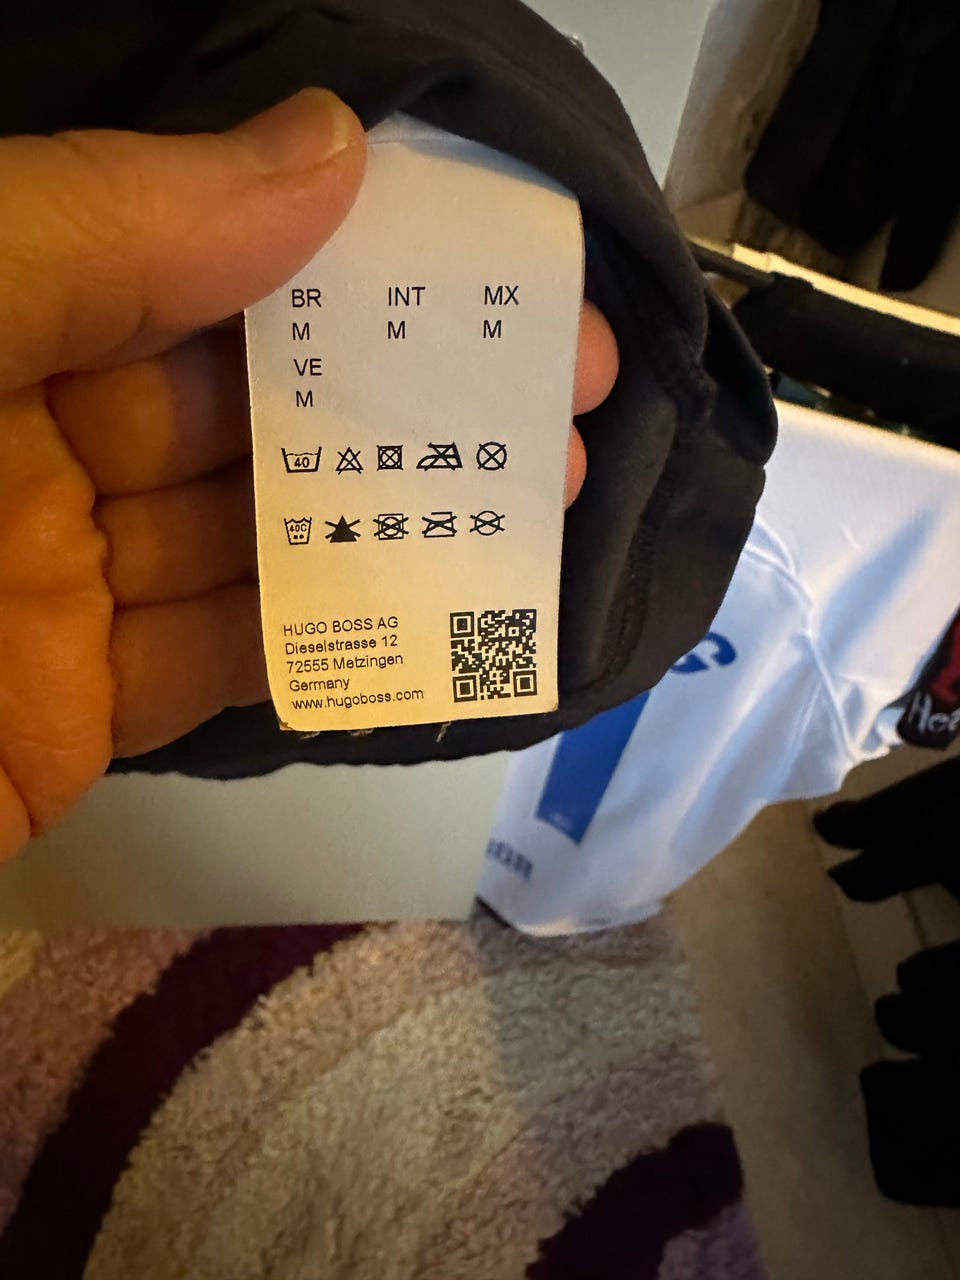 BR INT MX
M M M
VE
M
40
40C
HUGO BOSS AG
Dieselstrasse 12
72555 Metzingen
Germany
www.hugoboss.com